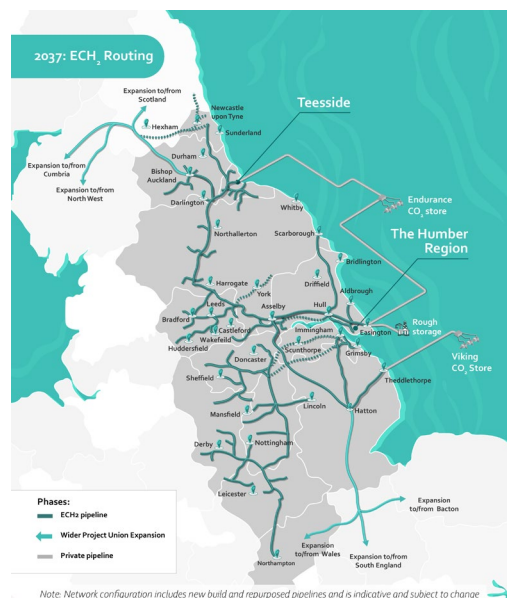 2037: ECH₂ Routing
Expansion to/from
Scotland
Newcastle
upon Tyne
Hexham
Sunderland
Teesside
Expansion to/from
Cumbria
Expansion to/from
North West
Durham
Bishop
Auckland
Darlington
Whitby
Endurance
CO₂ store
Northallerton
Scarborough
The Humber
Region
Bridlington
Harrogate
York
Driffield
Aldbrough
Leeds
Asselby
Hull
Bradford
Castleford
Immingham
Easington
Rough
storage
Wakefeild
Huddersfield
Scunthorpe
Grimsby
Viking
CO₂ Store
Doncaster
Theddlethorpe
Sheffield
Lincoln
Hatton
Mansfield
Derby
Nottingham
Leicester
Expansion
to/from Bacton
Expansion
to/from Wales
Expansion
to/from South
England
Northampton
Phases:
ECH2 pipeline
Wider Project Union Expansion
Private pipeline
Note: Network configuration includes new build and repurposed pipelines and is indicative and subject to change